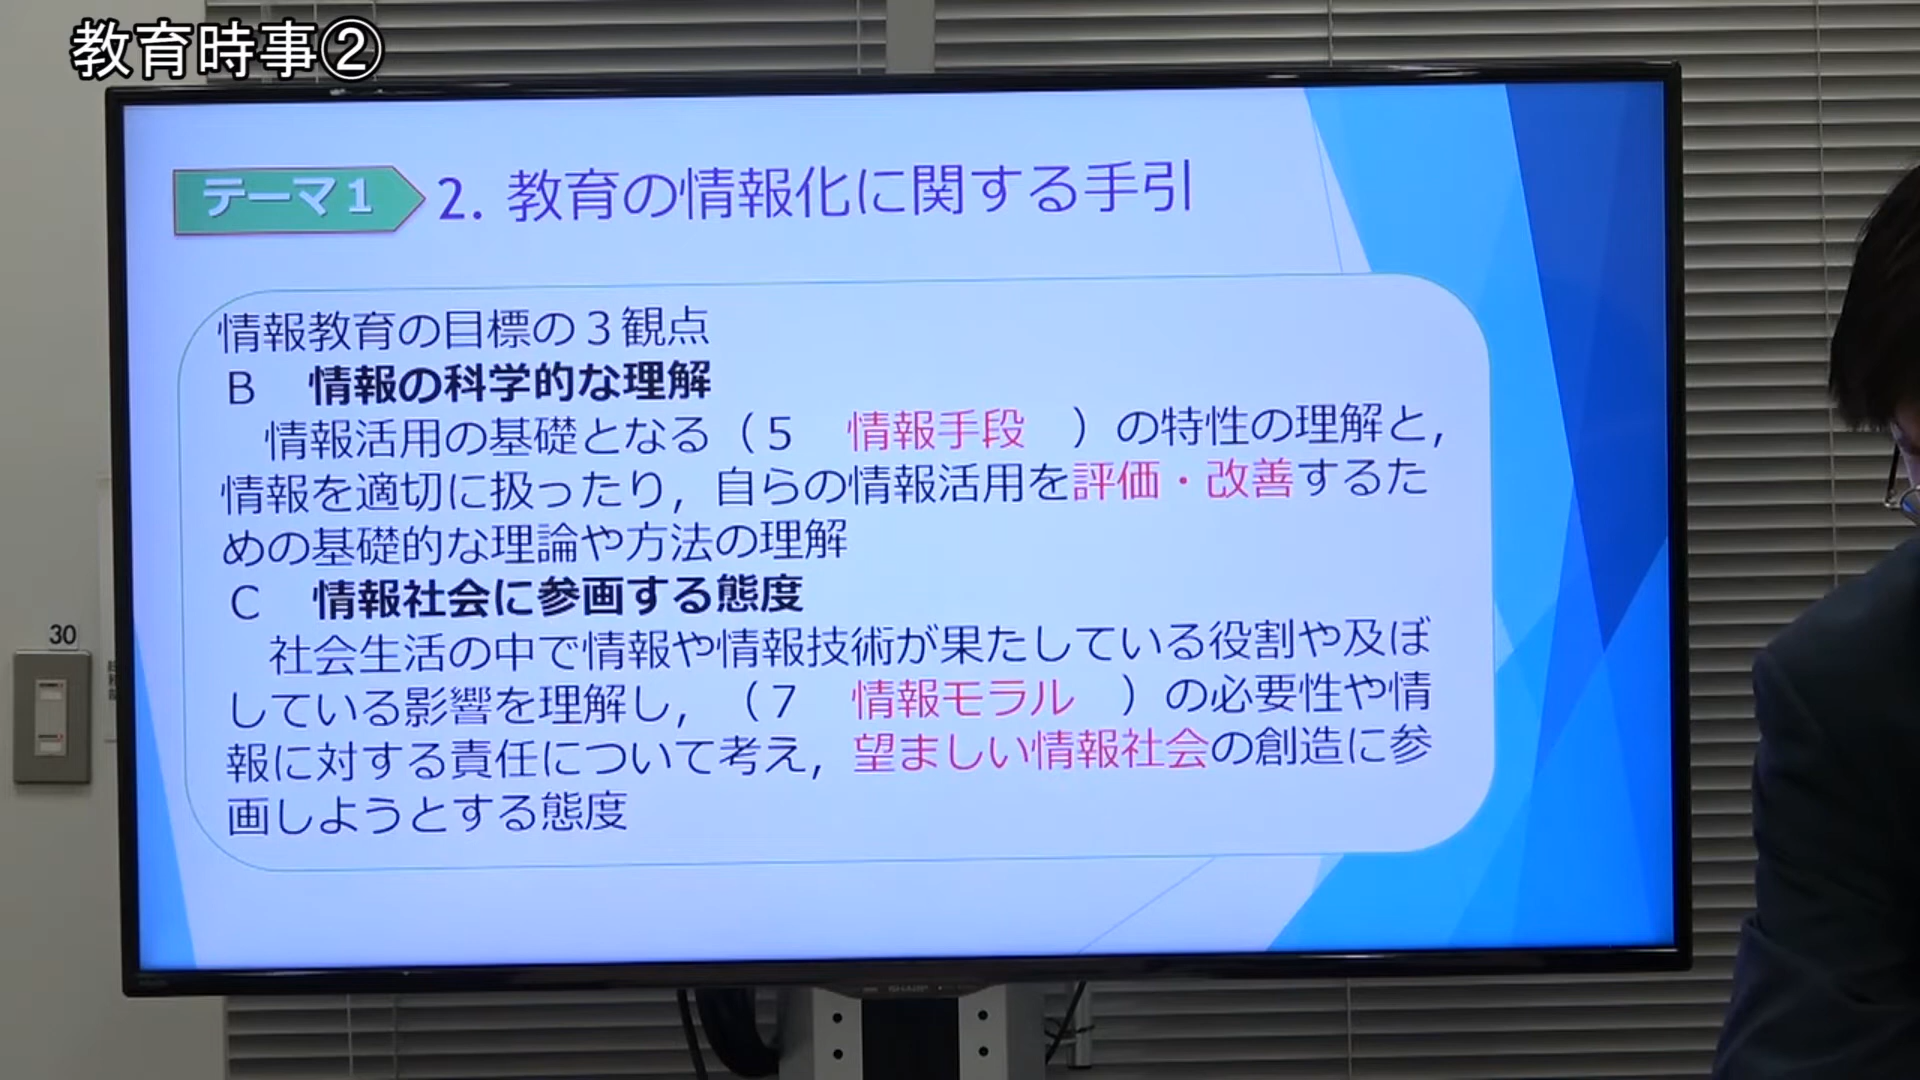 教育時事②
テーマ１
2. 教育の情報化に関する手引
情報教育の目標の３観点
B　情報の科学的な理解
情報活用の基礎となる（５　情報手段　）の特性の理解と，
情報を適切に扱ったり，自らの情報活用を評価・改善するた
めの基礎的な理論や方法の理解
C　情報社会に参画する態度
社会生活の中で情報や情報技術が果たしている役割や及ぼ
している影響を理解し，（７　情報モラル　）の必要性や情
報に対する責任について考え，望ましい情報社会の創造に参
画しようとする態度
30
SHARP